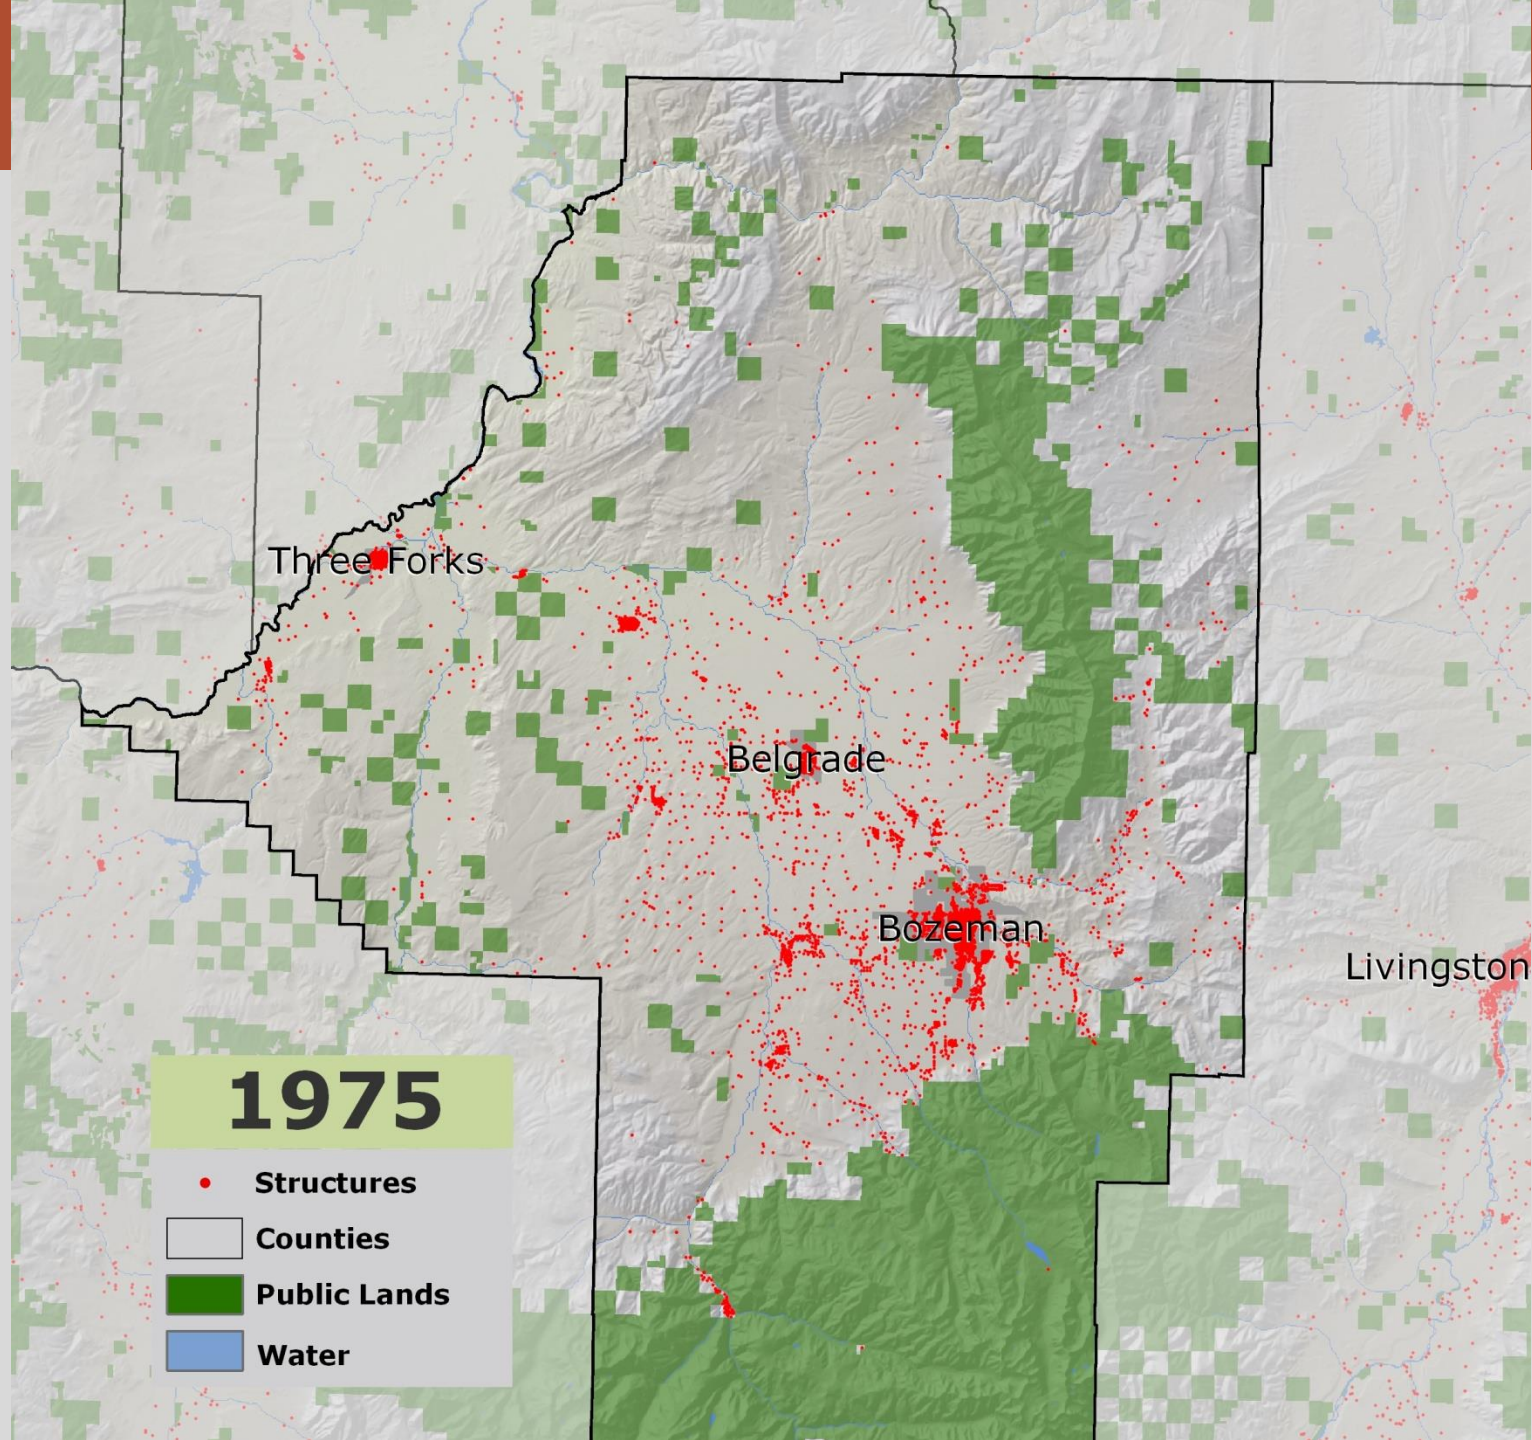 Three Forks
Belgrade
Bozeman
Livingston
1975
Structures
Counties
Public Lands
Water